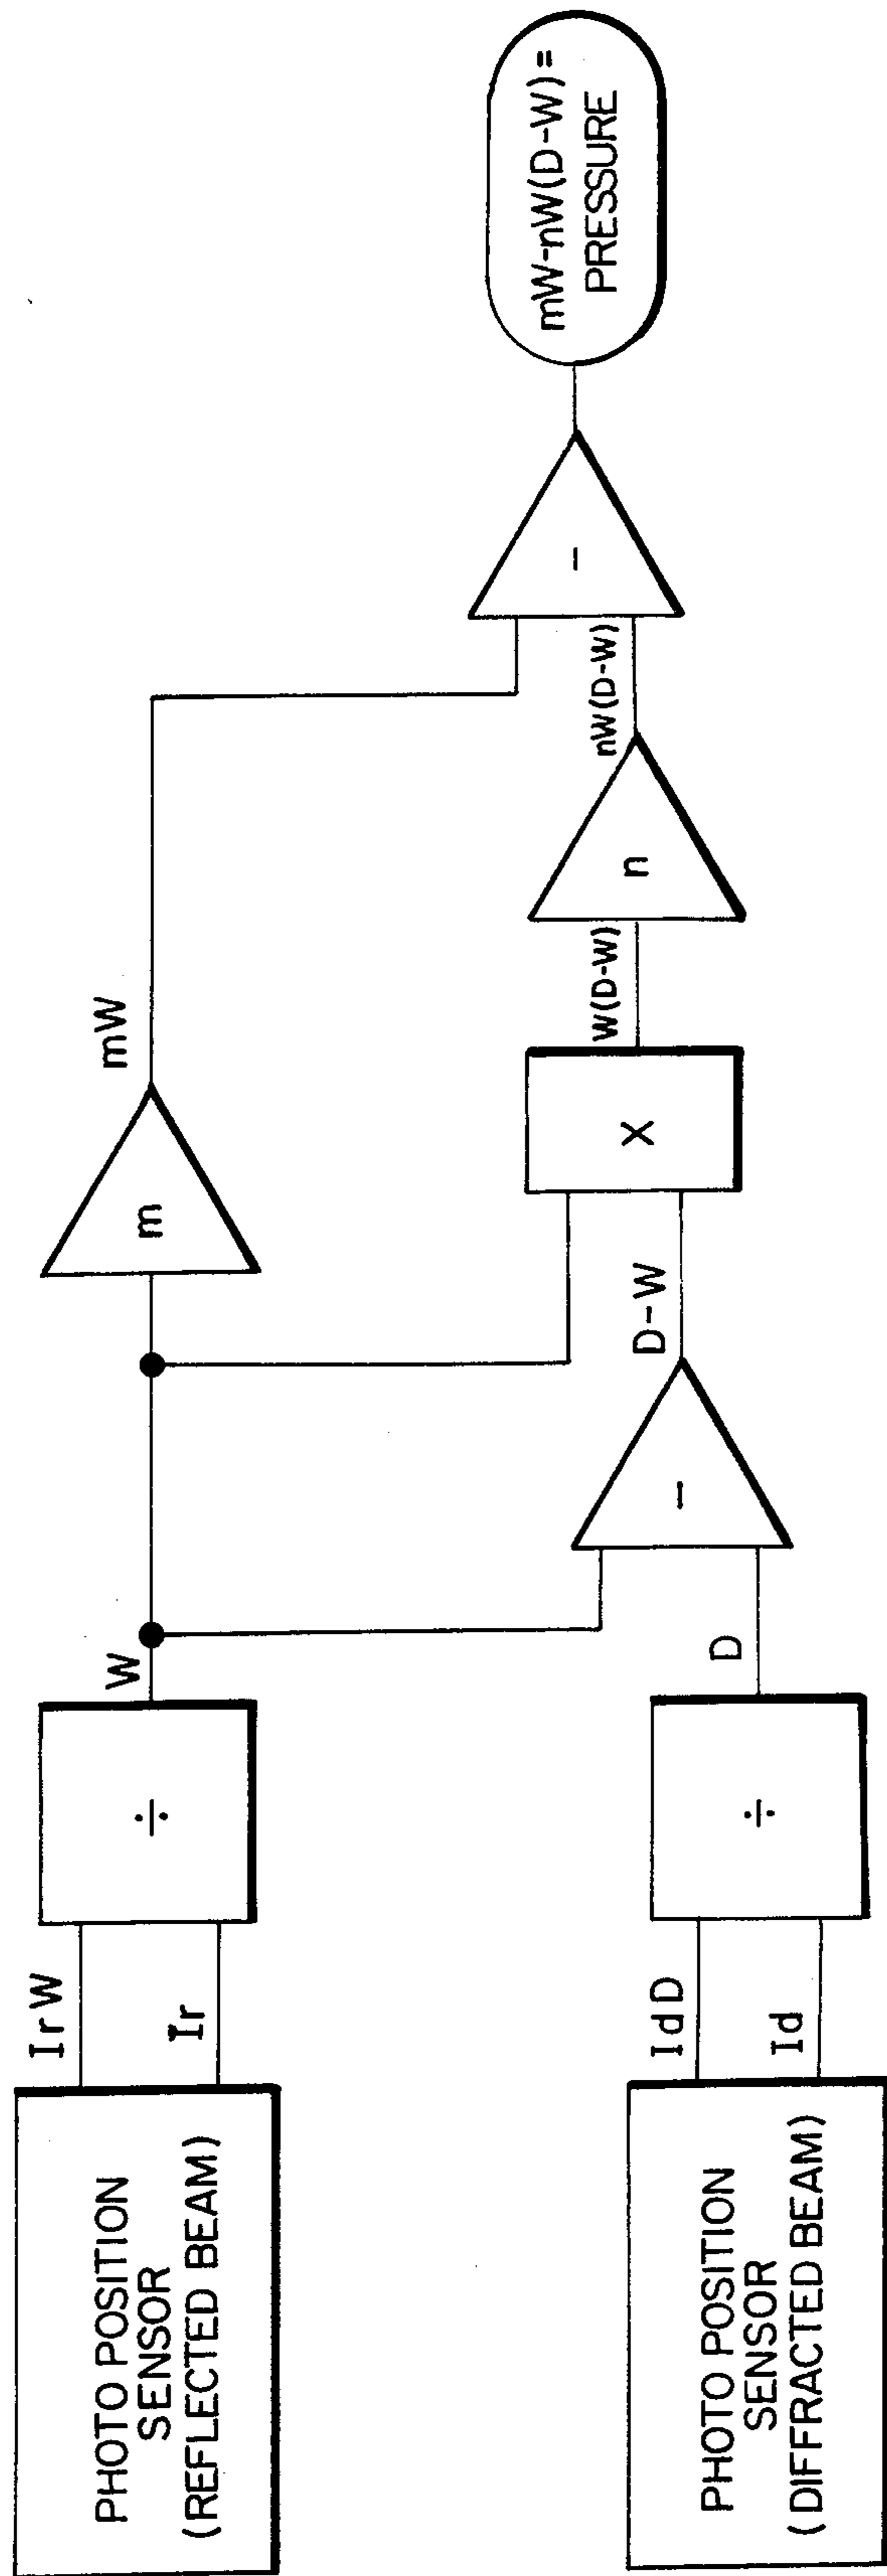 PHOTO POSITION
SENSOR
(REFLECTED BEAM)
IrW
Ir
÷
W
m
mW
PHOTO POSITION
SENSOR
(DIFFRACTED BEAM)
IdD
Id
÷
D
−
D-W
X
W(D-W)
n
nW(D-W)
−
mW-nW(D-W)=
PRESSURE